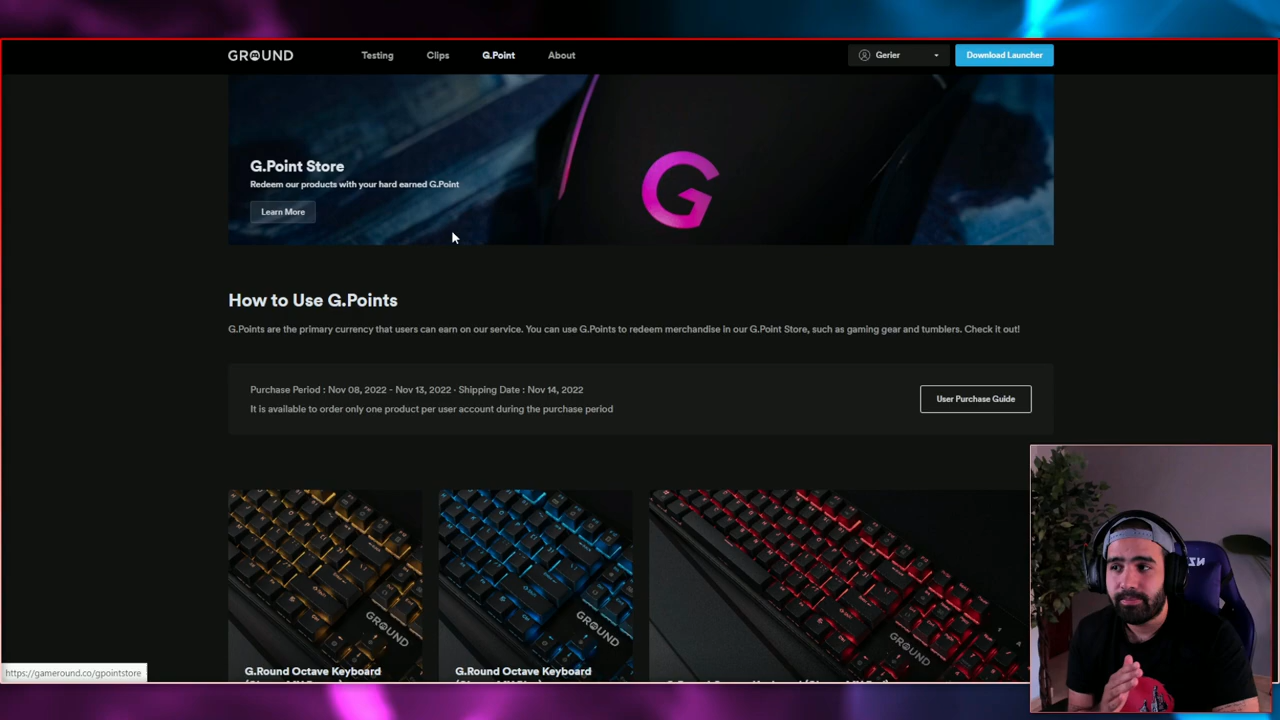 GROUND
Testing
Clips
G.Point
About
Gerier
Download Launcher
G.Point Store
Redeem our products with your hard earned G.Point
Learn More
G
How to Use G.Points
G.Points are the primary currency that users can earn on our service. You can use G.Points to redeem merchandise in our G.Point Store, such as gaming gear and tumblers. Check it out!
Purchase Period : Nov 08, 2022 - Nov 13, 2022 · Shipping Date : Nov 14, 2022
It is available to order only one product per user account during the purchase period
User Purchase Guide
GROUND
GROUND
GROUND
G.Round Octave Keyboard
G.Round Octave Keyboard
https://gameround.co/gpointstore